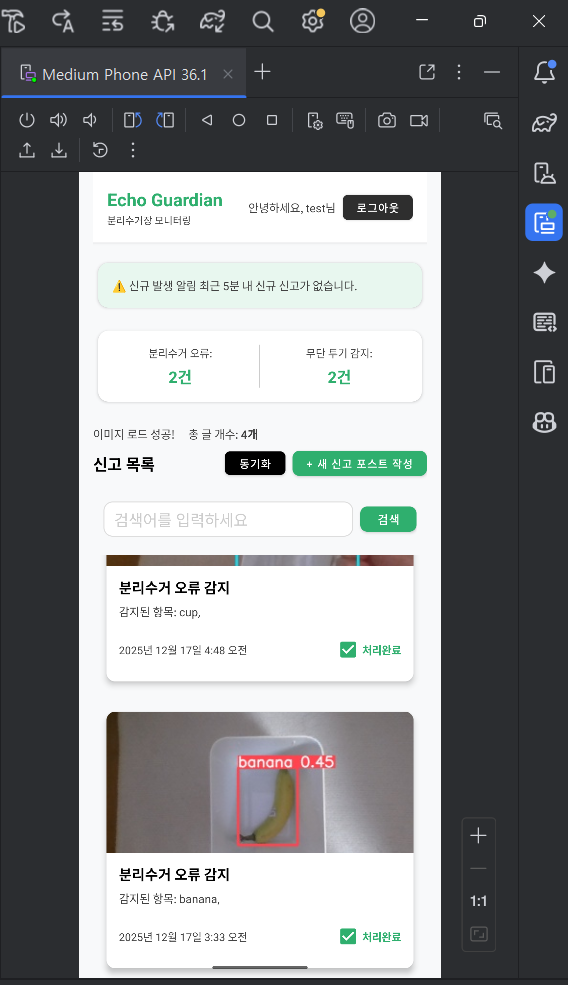 Medium Phone API 36.1
Echo Guardian
분리수거장 모니터링
안녕하세요, test님
로그아웃
⚠️ 신규 발생 알림 최근 5분 내 신규 신고가 없습니다.
분리수거 오류:
2건
무단 투기 감지:
2건
이미지 로드 성공! 총 글 개수: 4개
신고 목록
동기화
+ 새 신고 포스트 작성
검색어를 입력하세요
검색
분리수거 오류 감지
감지된 항목: cup,
2025년 12월 17일 4:48 오전
처리완료
banana 0.45
분리수거 오류 감지
감지된 항목: banana,
2025년 12월 17일 3:33 오전
처리완료
1:1